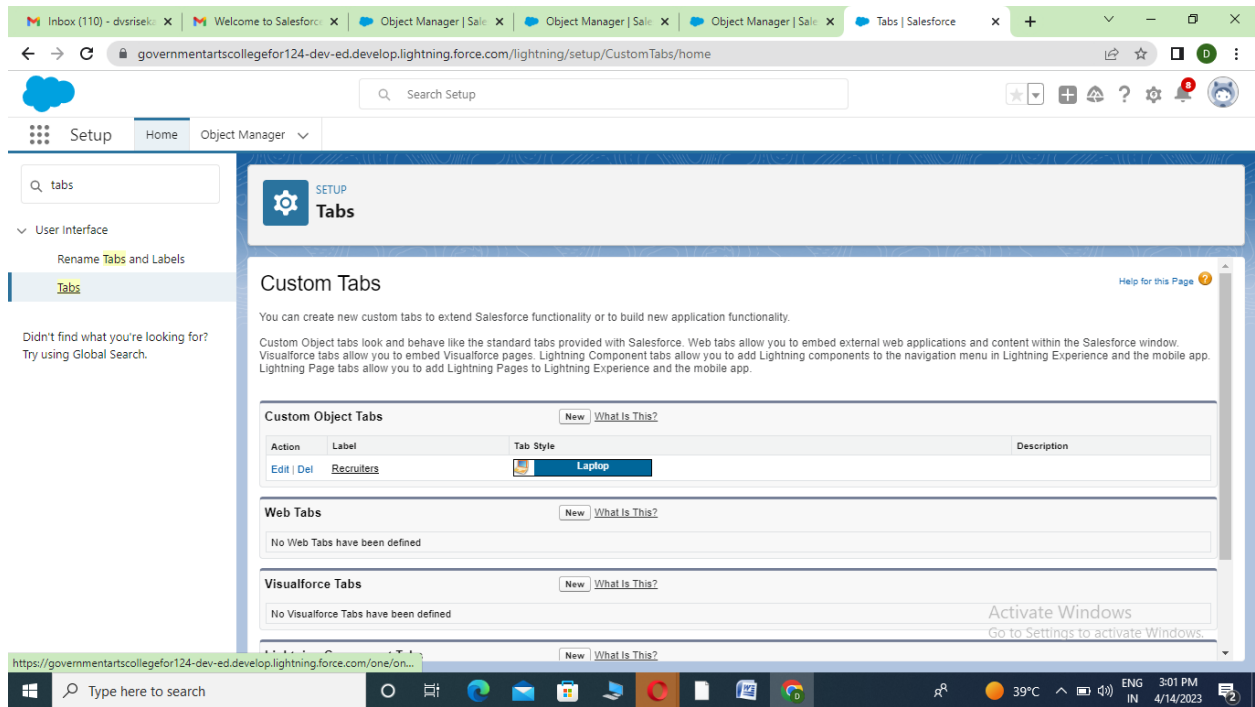 Inbox (110) - dvsriseka
Welcome to Salesforce
Object Manager | Sale
Object Manager | Sale
Object Manager | Sale
Tabs | Salesforce
governmentartscollegefor124-dev-ed.develop.lightning.force.com/lightning/setup/CustomTabs/home
D
Search Setup
8
Setup
Home
Object Manager
tabs
User Interface
Rename Tabs and Labels
Tabs
Didn't find what you're looking for?
Try using Global Search.
SETUP
Tabs
Custom Tabs
Help for this Page
You can create new custom tabs to extend Salesforce functionality or to build new application functionality.
Custom Object tabs look and behave like the standard tabs provided with Salesforce. Web tabs allow you to embed external web applications and content within the Salesforce window.
Visualforce tabs allow you to embed Visualforce pages. Lightning Component tabs allow you to add Lightning components to the navigation menu in Lightning Experience and the mobile app.
Lightning Page tabs allow you to add Lightning Pages to Lightning Experience and the mobile app.
Custom Object Tabs New What Is This?
Action Label Tab Style Description
Edit | Del Recruiters Laptop
Web Tabs New What Is This?
No Web Tabs have been defined
Visualforce Tabs New What Is This?
No Visualforce Tabs have been defined
New What Is This?
Activate Windows
Go to Settings to activate Windows.
https://governmentartscollegefor124-dev-ed.develop.lightning.force.com/one/on...
Type here to search
39°C
ENG
IN
3:01 PM
4/14/2023
2